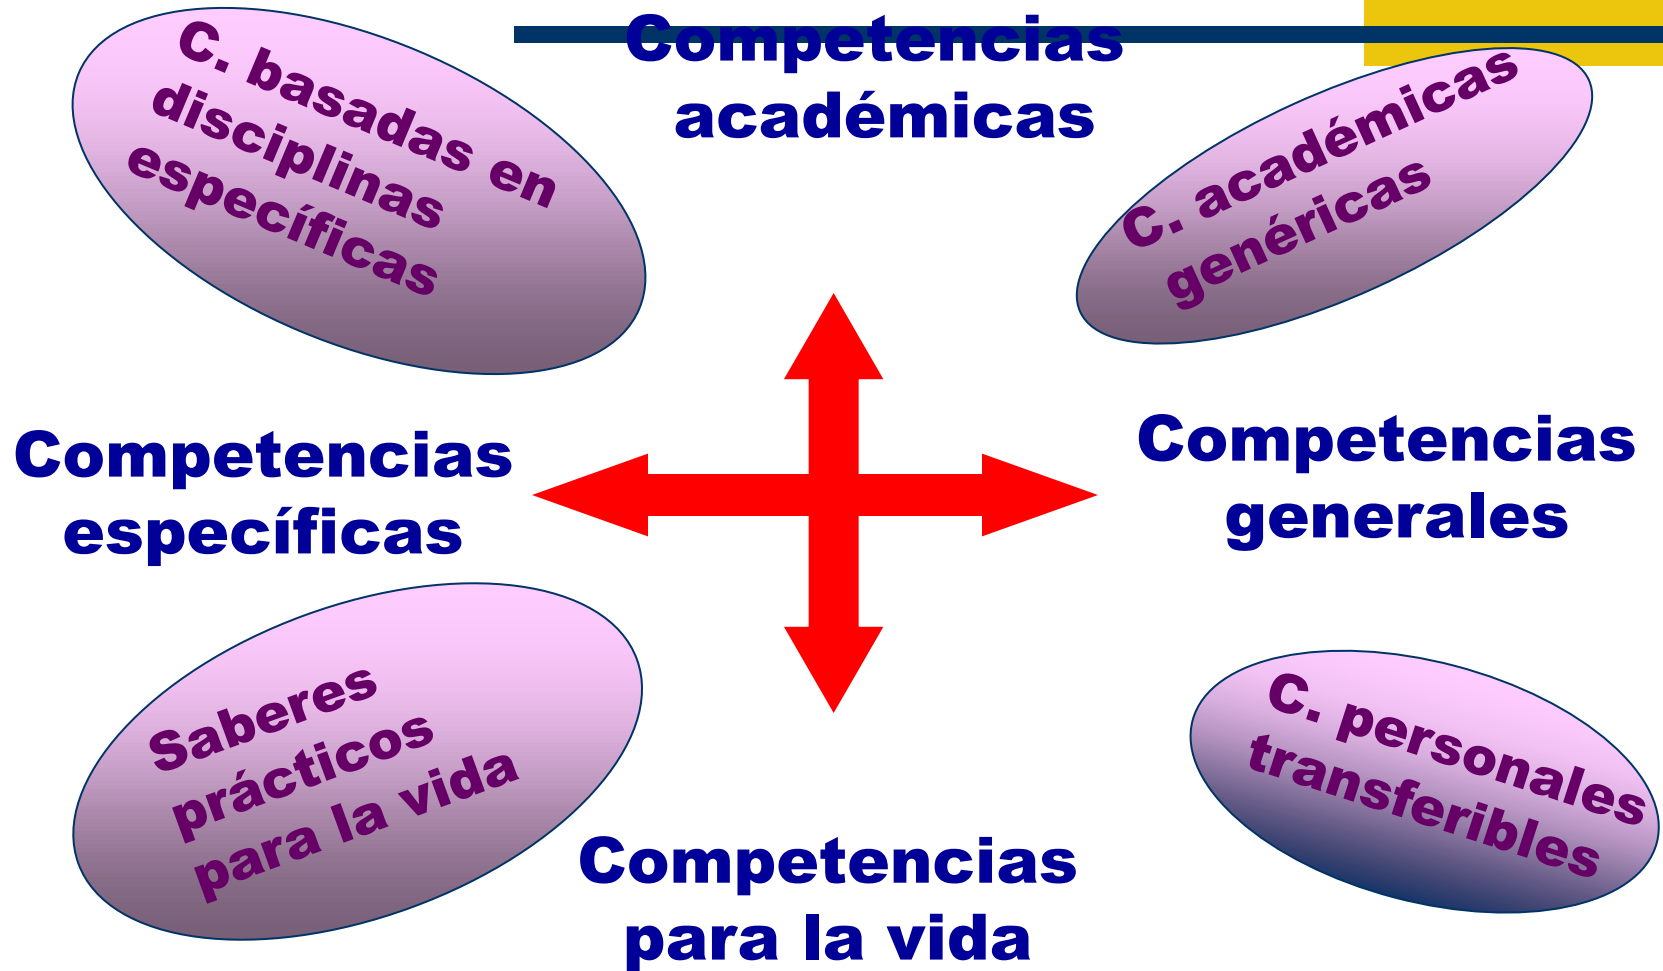 C. basadas en
disciplinas
específicas
Competencias
académicas
C. académicas
genéricas
Competencias
específicas
Competencias
generales
Saberes
prácticos
para la vida
Competencias
para la vida
C. personales
transferibles